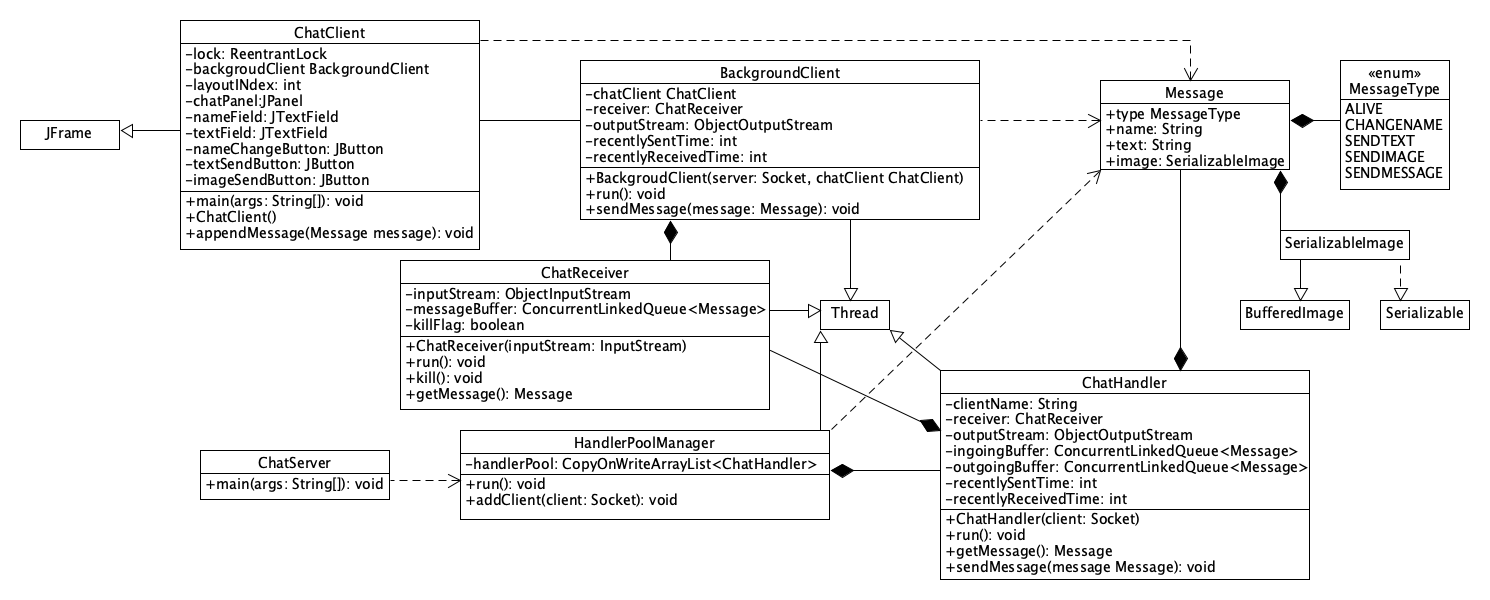 ChatClient
-lock: ReentrantLock
-backgroudClient BackgroundClient
-layoutINdex: int
-chatPanel:JPanel
-nameField: JTextField
-textField: JTextField
-nameChangeButton: JButton
-textSendButton: JButton
-imageSendButton: JButton
+main(args: String[]): void
+ChatClient()
+appendMessage(Message message): void
JFrame
BackgroundClient
-chatClient ChatClient
-receiver: ChatReceiver
-outputStream: ObjectOutputStream
-recentlySentTime: int
-recentlyReceivedTime: int
+BackgroudClient(server: Socket, chatClient ChatClient)
+run(): void
+sendMessage(message: Message): void
Message
+type MessageType
+name: String
+text: String
+image: SerializableImage
«enum»
MessageType
ALIVE
CHANGENAME
SENDTEXT
SENDIMAGE
SENDMESSAGE
SerializableImage
BufferedImage
Serializable
ChatReceiver
-inputStream: ObjectInputStream
-messageBuffer: ConcurrentLinkedQueue<Message>
-killFlag: boolean
+ChatReceiver(inputStream: InputStream)
+run(): void
+kill(): void
+getMessage(): Message
Thread
ChatHandler
-clientName: String
-receiver: ChatReceiver
-outputStream: ObjectOutputStream
-ingoingBuffer: ConcurrentLinkedQueue<Message>
-outgoingBuffer: ConcurrentLinkedQueue<Message>
-recentlySentTime: int
-recentlyReceivedTime: int
+ChatHandler(client: Socket)
+run(): void
+getMessage(): Message
+sendMessage(message Message): void
HandlerPoolManager
-handlerPool: CopyOnWriteArrayList<ChatHandler>
+run(): void
+addClient(client: Socket): void
ChatServer
+main(args: String[]): void